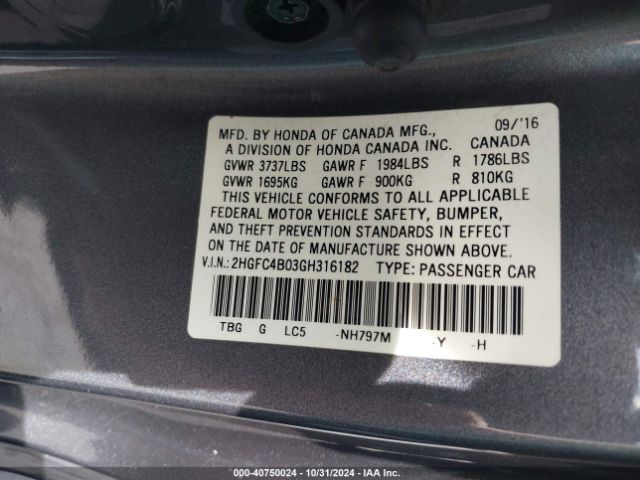 09/'16
MFD. BY HONDA OF CANADA MFG., CANADA
A DIVISION OF HONDA CANADA INC.
GVWR 3737LBS GAWR F 1984LBS R 1786LBS
GVWR 1695KG GAWR F 900KG R 810KG
THIS VEHICLE CONFORMS TO ALL APPLICABLE
FEDERAL MOTOR VEHICLE SAFETY, BUMPER,
AND THEFT PREVENTION STANDARDS IN EFFECT
ON THE DATE OF MANUFACTURE SHOWN ABOVE.
V.I.N.: 2HGFC4B03GH316182 TYPE: PASSENGER CAR
TBG G LC5 -NH797M -Y -H
000-40750024 - 10/31/2024 - IAA Inc.